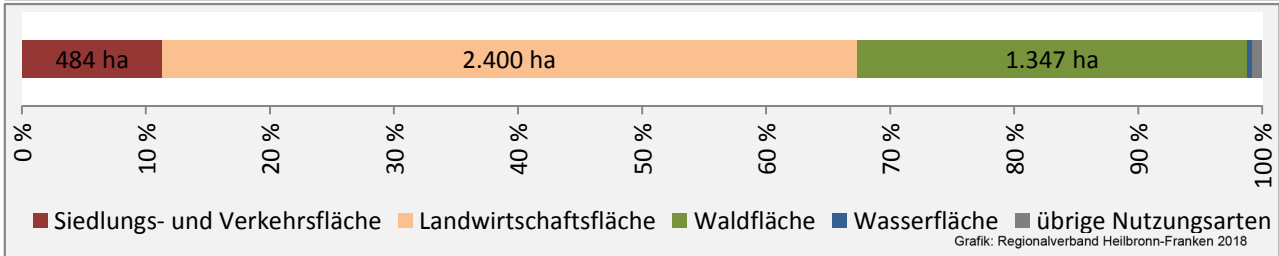 484 ha 2.400 ha 1.347 ha
0 % 10 % 20 % 30 % 40 % 50 % 60 % 70 % 80 % 90 % 100 %
Siedlungs- und Verkehrsfläche Landwirtschaftsfläche Waldfläche Wasserfläche übrige Nutzungsarten
Grafik: Regionalverband Heilbronn-Franken 2018